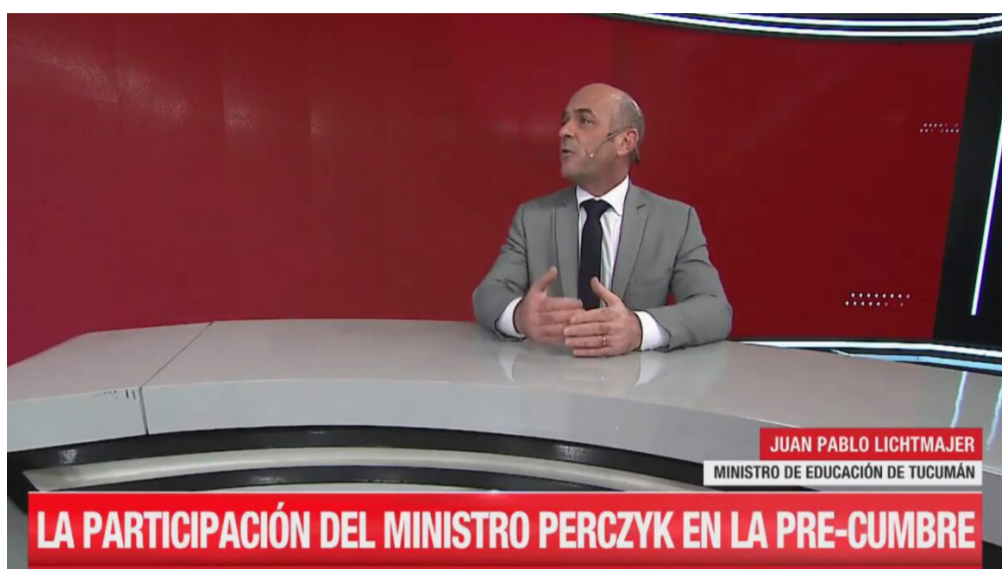 JUAN PABLO LICHTMAJER
MINISTRO DE EDUCACIÓN DE TUCUMÁN
LA PARTICIPACIÓN DEL MINISTRO PERCZYK EN LA PRE-CUMBRE